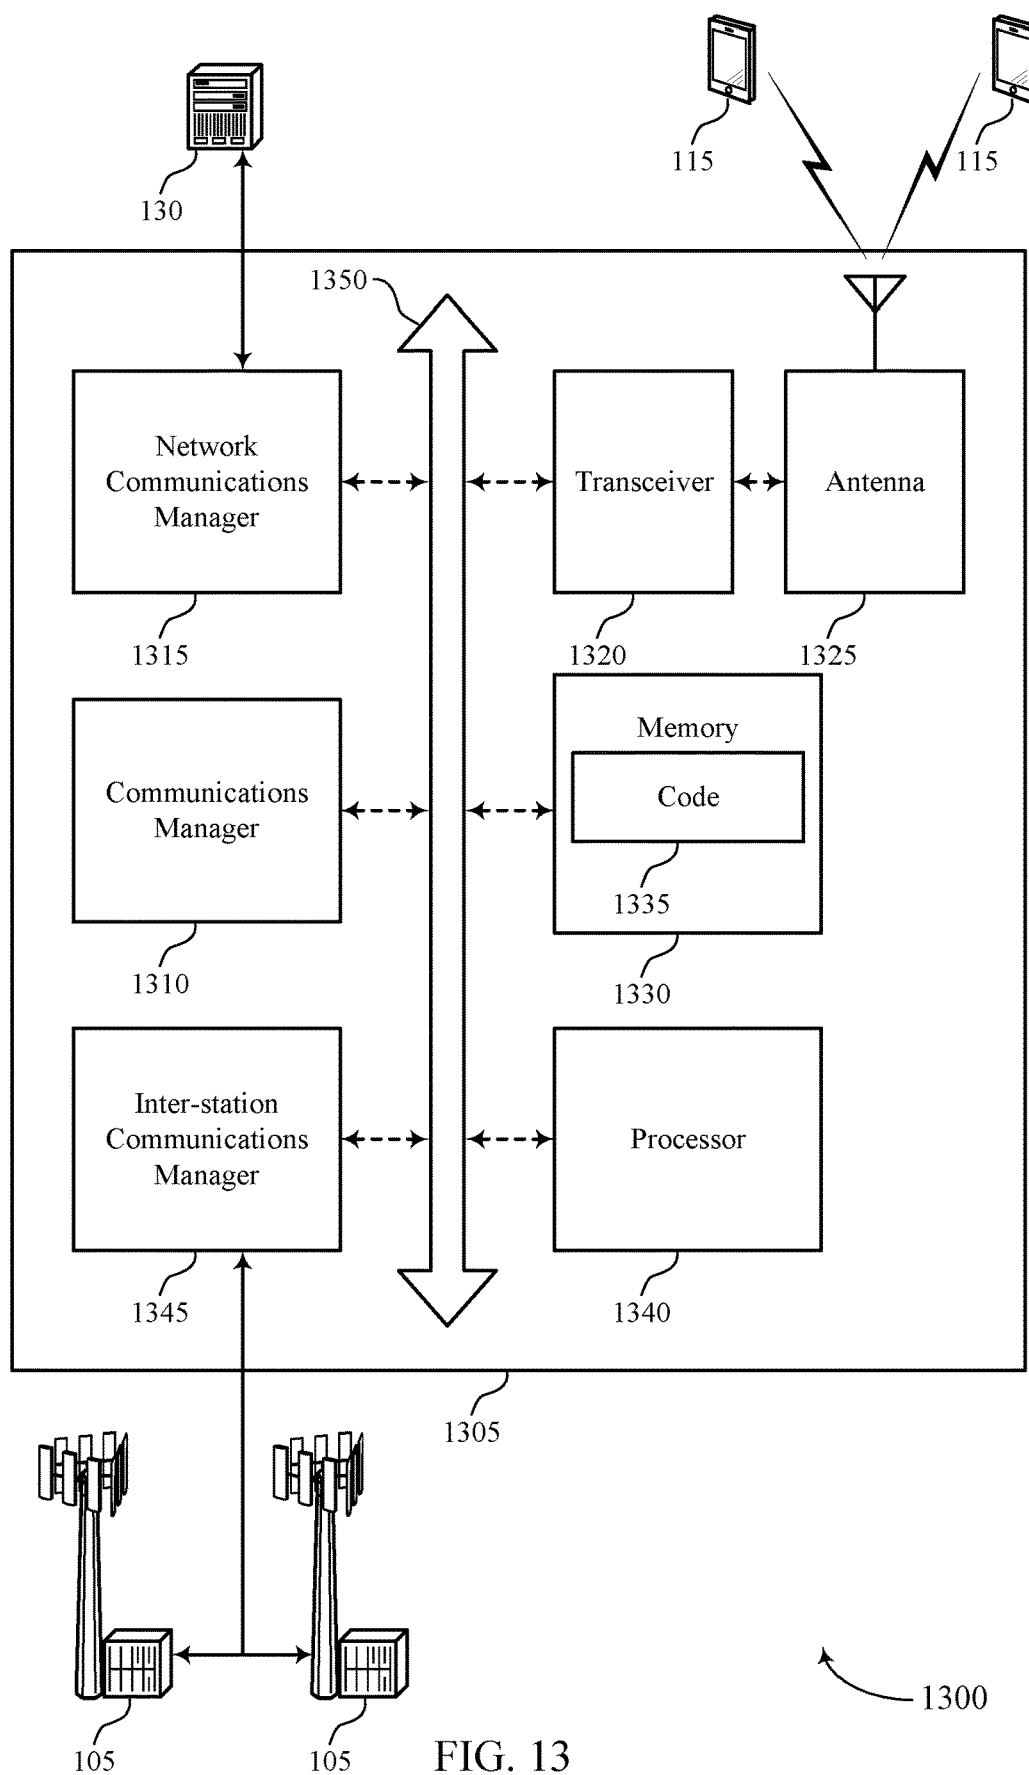 130
115
115
1350
Network
Communications
Manager
Transceiver
Antenna
1315
1320
1325
Memory
Code
Communications
Manager
1335
1310
1330
Inter-station
Communications
Manager
Processor
1345
1340
1305
105
105
1300
FIG. 13